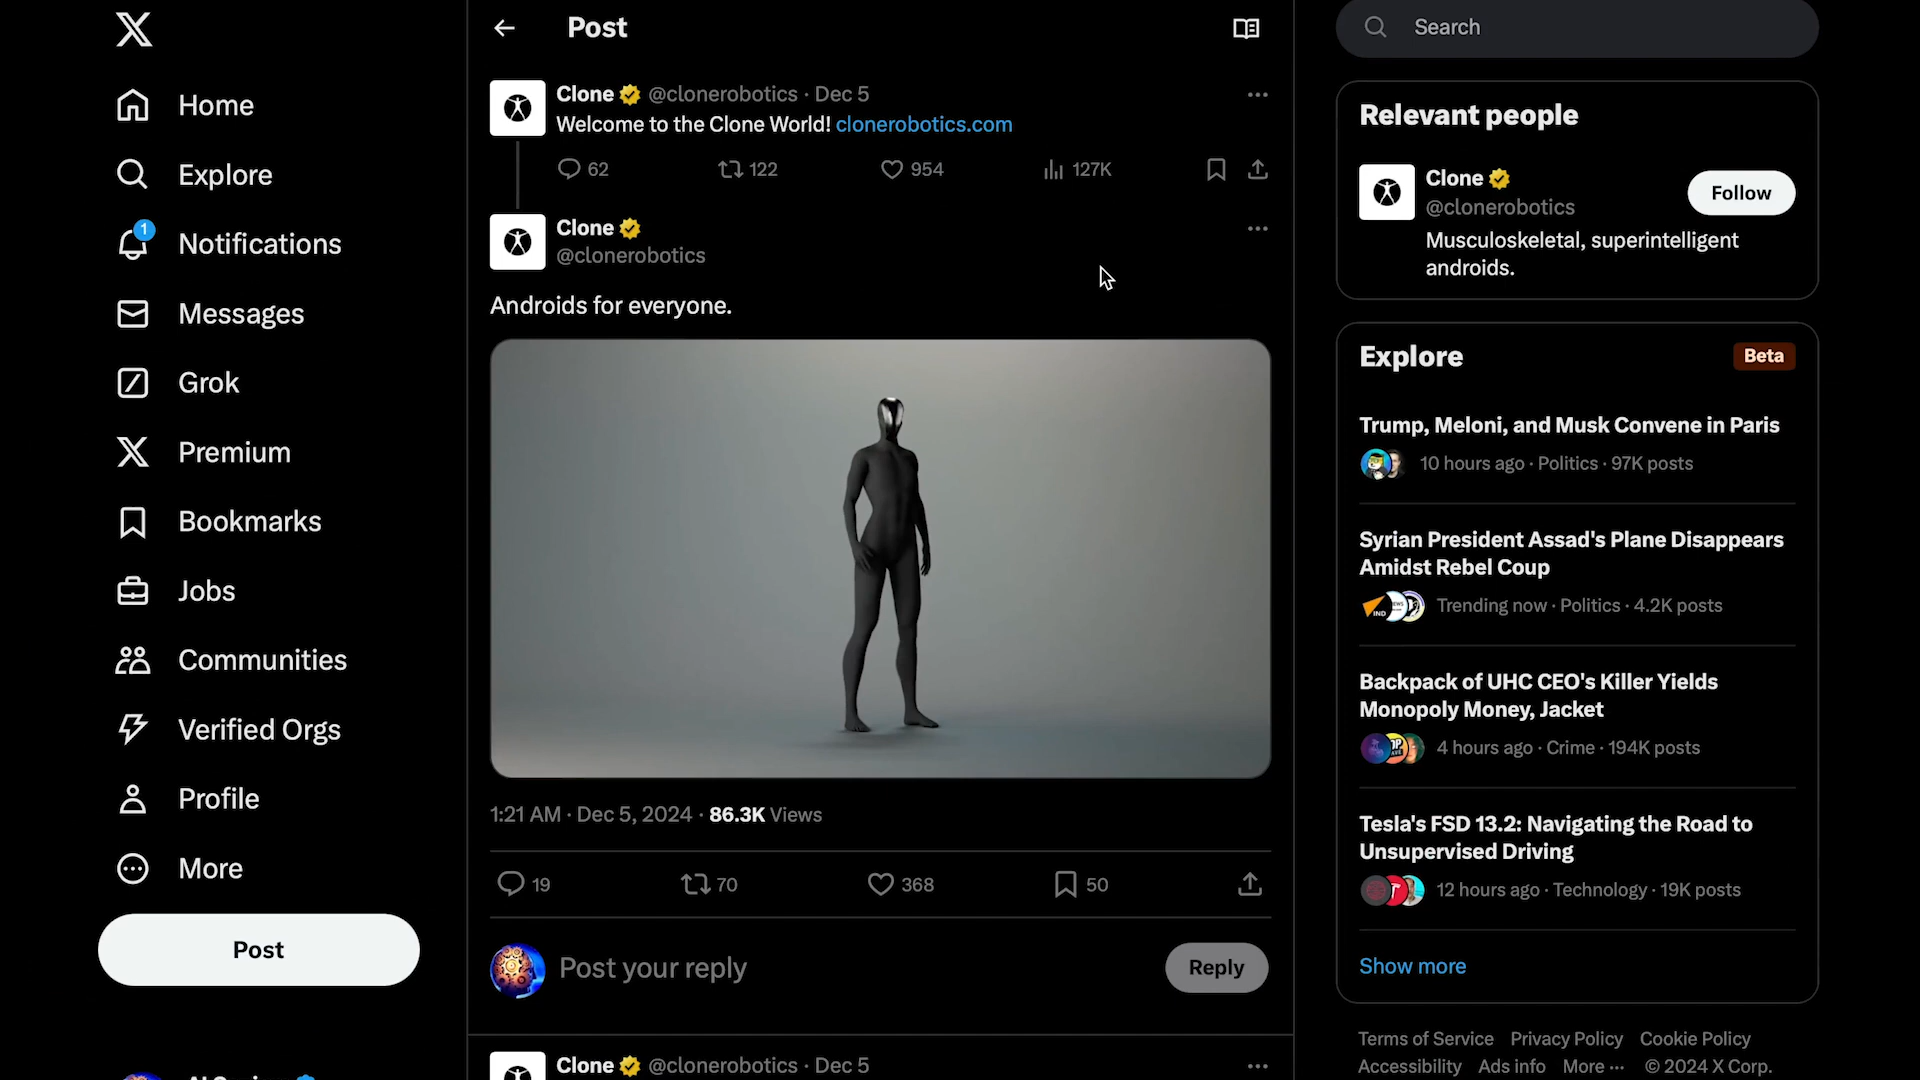 Home
Explore
1
Notifications
Messages
Grok
Premium
Bookmarks
Jobs
Communities
Verified Orgs
Profile
More
Post
Post
Clone @clonerobotics · Dec 5
Welcome to the Clone World! clonerobotics.com
62 122 954 127K
Clone
@clonerobotics
Androids for everyone.
1:21 AM · Dec 5, 2024 · 86.3K Views
19 70 368 50
Post your reply
Reply
Clone @clonerobotics · Dec 5
Search
Relevant people
Clone
@clonerobotics
Follow
Musculoskeletal, superintelligent
androids.
Explore
Beta
Trump, Meloni, and Musk Convene in Paris
10 hours ago · Politics · 97K posts
Syrian President Assad's Plane Disappears
Amidst Rebel Coup
Trending now · Politics · 4.2K posts
Backpack of UHC CEO's Killer Yields
Monopoly Money, Jacket
4 hours ago · Crime · 194K posts
Tesla's FSD 13.2: Navigating the Road to
Unsupervised Driving
12 hours ago · Technology · 19K posts
Show more
Terms of Service Privacy Policy Cookie Policy
Accessibility Ads info More ··· © 2024 X Corp.